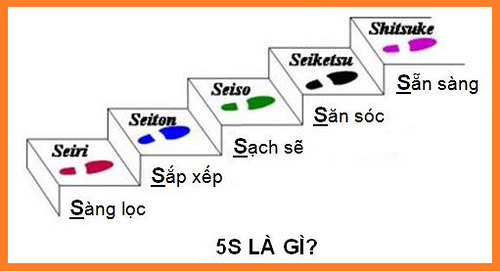 Shitsuke
Sẵn sàng
Seiketsu
Săn sóc
Seiso
Sạch sẽ
Seiton
Sắp xếp
Seiri
Sàng lọc
5S LÀ GÌ?